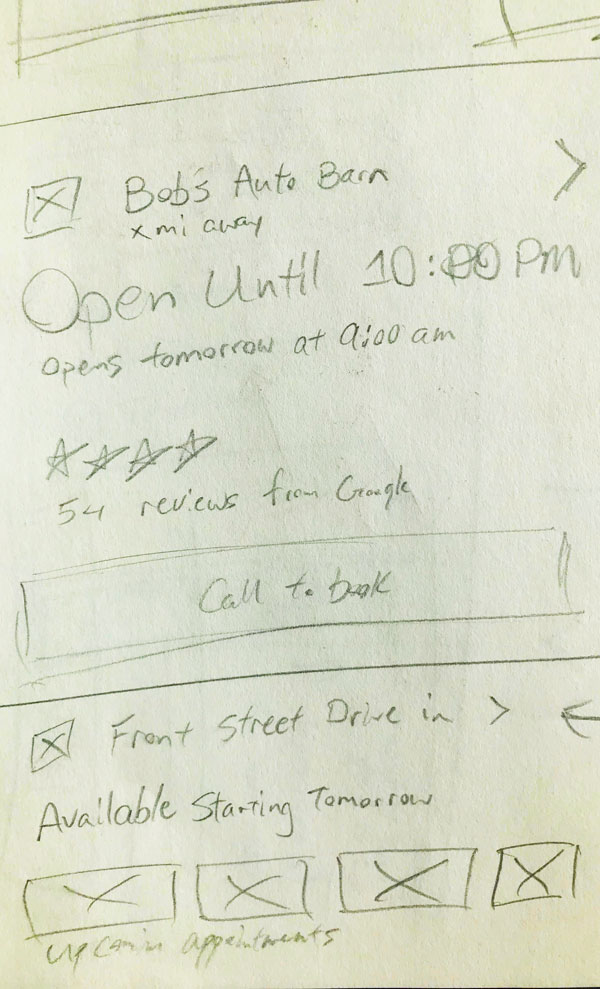 Bob's Auto Barn
x mi away
Open Until 10:00 PM
opens tomorrow at 9:00 am
54 reviews from Google
Call to book
Front Street Drive in >
Available Starting Tomorrow
upcomin appointments